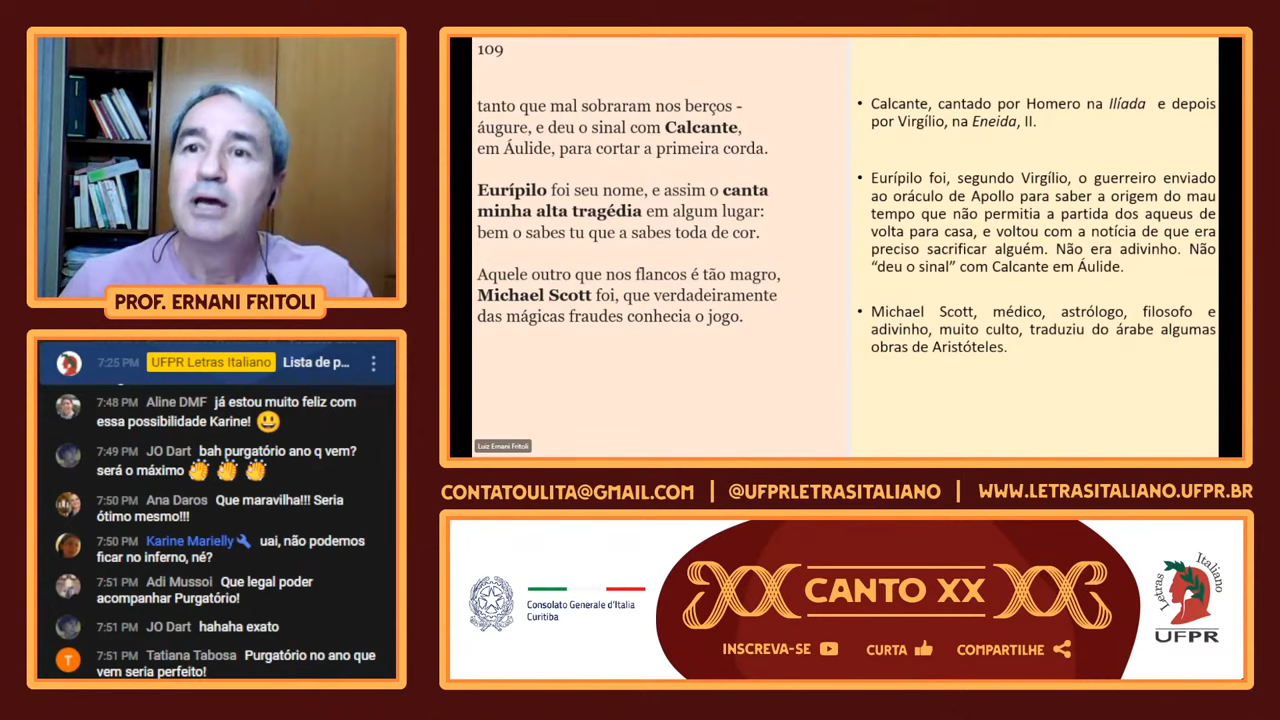 PROF. ERNANI FRITOLI
7:25 PM UFPR Letras Italiano Lista de p...
7:48 PM Aline DMF já estou muito feliz com
essa possibilidade Karine! 😃
7:49 PM JO Dart bah purgatório ano q vem?
será o máximo 👏 👏 👏
7:50 PM Ana Daros Que maravilha!!! Seria
ótimo mesmo!!!
7:50 PM Karine Marielly uai, não podemos
ficar no inferno, né?
7:51 PM Adi Mussoi Que legal poder
acompanhar Purgatório!
7:51 PM JO Dart hahaha exato
T
7:51 PM Tatiana Tabosa Purgatório no ano que
vem seria perfeito!
109
tanto que mal sobraram nos berços -
áugure, e deu o sinal com Calcante,
em Áulide, para cortar a primeira corda.
Eurípilo foi seu nome, e assim o canta
minha alta tragédia em algum lugar:
bem o sabes tu que a sabes toda de cor.
Aquele outro que nos flancos é tão magro,
Michael Scott foi, que verdadeiramente
das mágicas fraudes conhecia o jogo.
Luiz Ernani Fritoli
• Calcante, cantado por Homero na Ilíada e depois
por Virgílio, na Eneida, II.
• Eurípilo foi, segundo Virgílio, o guerreiro enviado
ao oráculo de Apollo para saber a origem do mau
tempo que não permitia a partida dos aqueus de
volta para casa, e voltou com a notícia de que era
preciso sacrificar alguém. Não era adivinho. Não
“deu o sinal” com Calcante em Áulide.
• Michael Scott, médico, astrólogo, filosofo e
adivinho, muito culto, traduziu do árabe algumas
obras de Aristóteles.
CONTATOULITA@GMAIL.COM | @UFPRLETRASITALIANO | WWW.LETRASITALIANO.UFPR.BR
Consolato Generale d'Italia
Curitiba
XX CANTO XX XX
INSCREVA-SE CURTA COMPARTILHE
Letras Italiano
UFPR